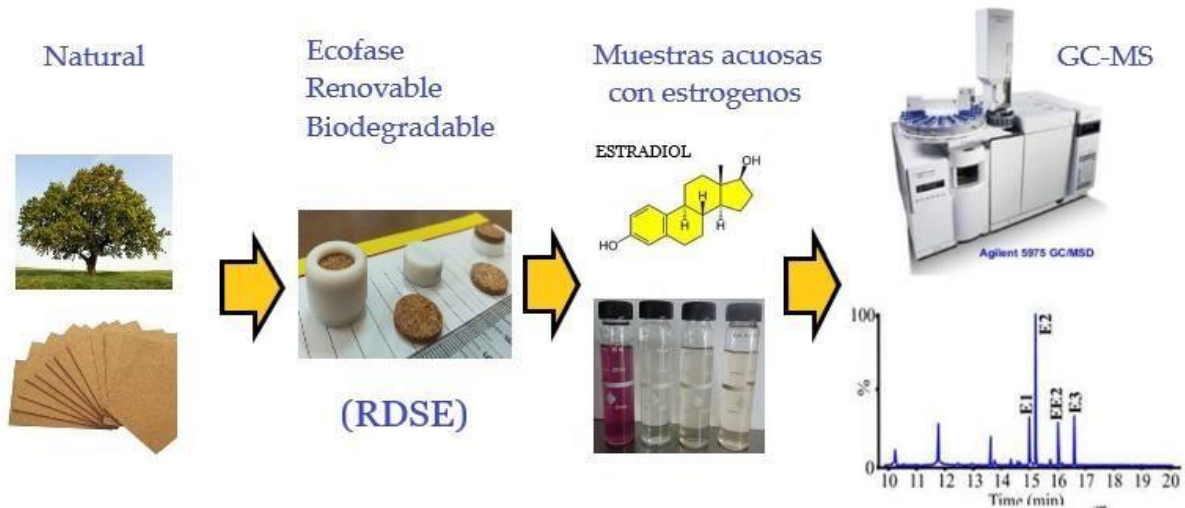 Natural
Ecofase
Renovable
Biodegradable
(RDSE)
Muestras acuosas
con estrogenos
ESTRADIOL
OH
H
H
H
HO
GC-MS
Agilent 5975 GC/MSD
100
%
0
E1
E2
EE2
E3
10 11 12 13 14 15 16 17 18 19 20
Time (min)